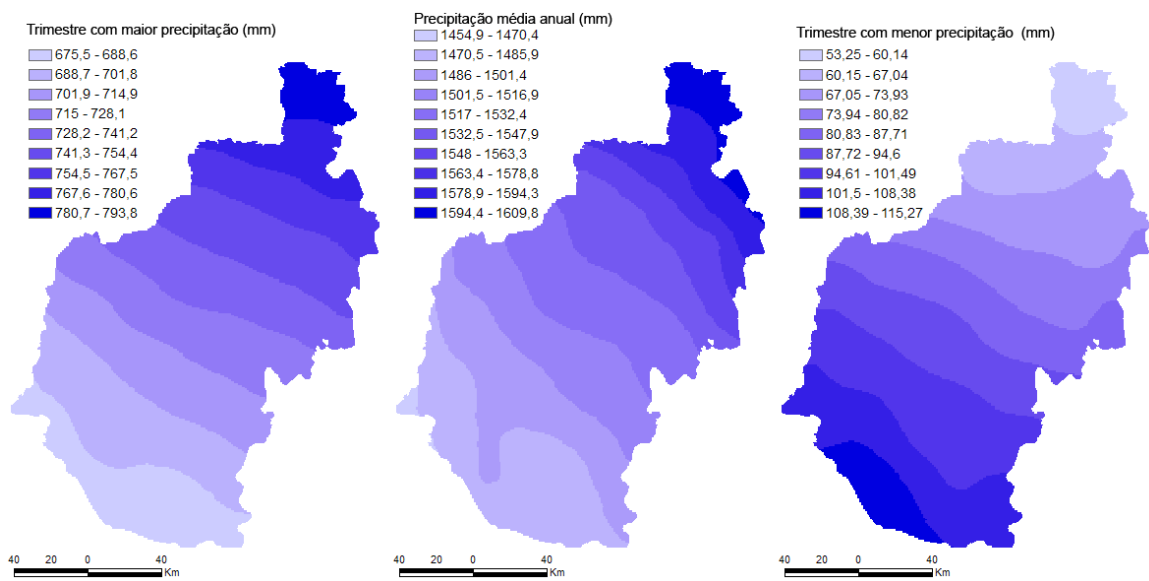 Trimestre com maior precipitação (mm)
675,5 - 688,6
688,7 - 701,8
701,9 - 714,9
715 - 728,1
728,2 - 741,2
741,3 - 754,4
754,5 - 767,5
767,6 - 780,6
780,7 - 793,8
40 20 0 40
Km
Precipitação média anual (mm)
1454,9 - 1470,4
1470,5 - 1485,9
1486 - 1501,4
1501,5 - 1516,9
1517 - 1532,4
1532,5 - 1547,9
1548 - 1563,3
1563,4 - 1578,8
1578,9 - 1594,3
1594,4 - 1609,8
40 20 0 40
Km
Trimestre com menor precipitação (mm)
53,25 - 60,14
60,15 - 67,04
67,05 - 73,93
73,94 - 80,82
80,83 - 87,71
87,72 - 94,6
94,61 - 101,49
101,5 - 108,38
108,39 - 115,27
40 20 0 40
Km